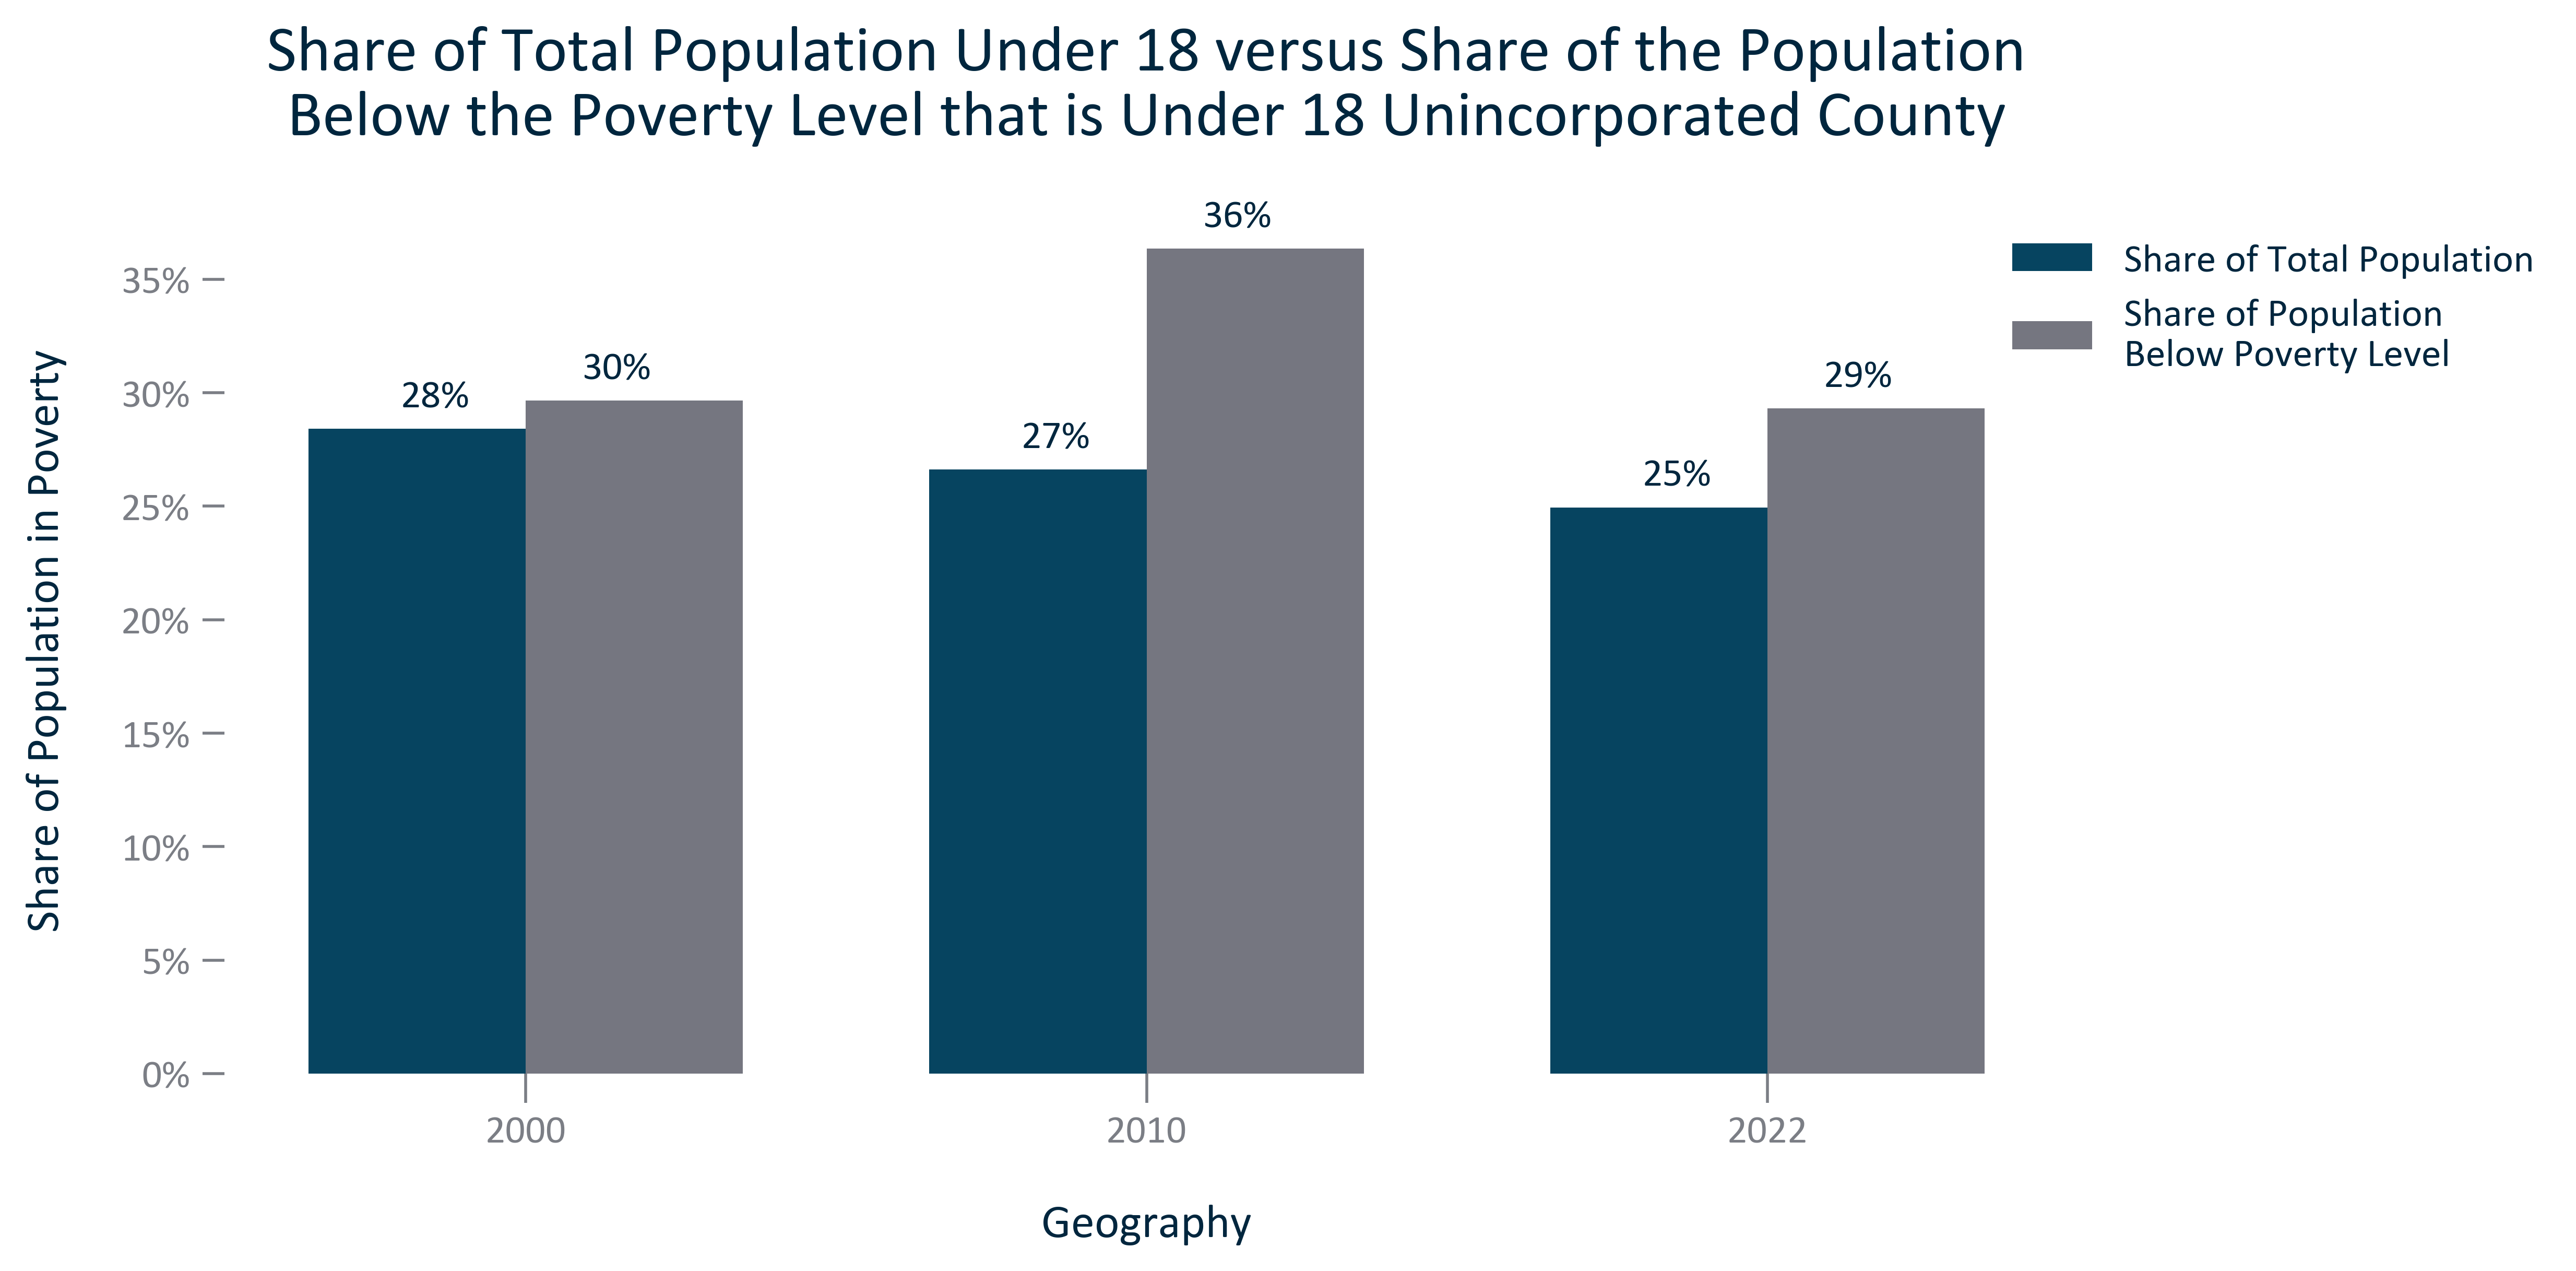 Share of Total Population Under 18 versus Share of the Population
Below the Poverty Level that is Under 18 Unincorporated County
Share of Population in Poverty
35%
30%
25%
20%
15%
10%
5%
0%
28%
30%
27%
36%
25%
29%
2000
2010
2022
Geography
Share of Total Population
Share of Population
Below Poverty Level